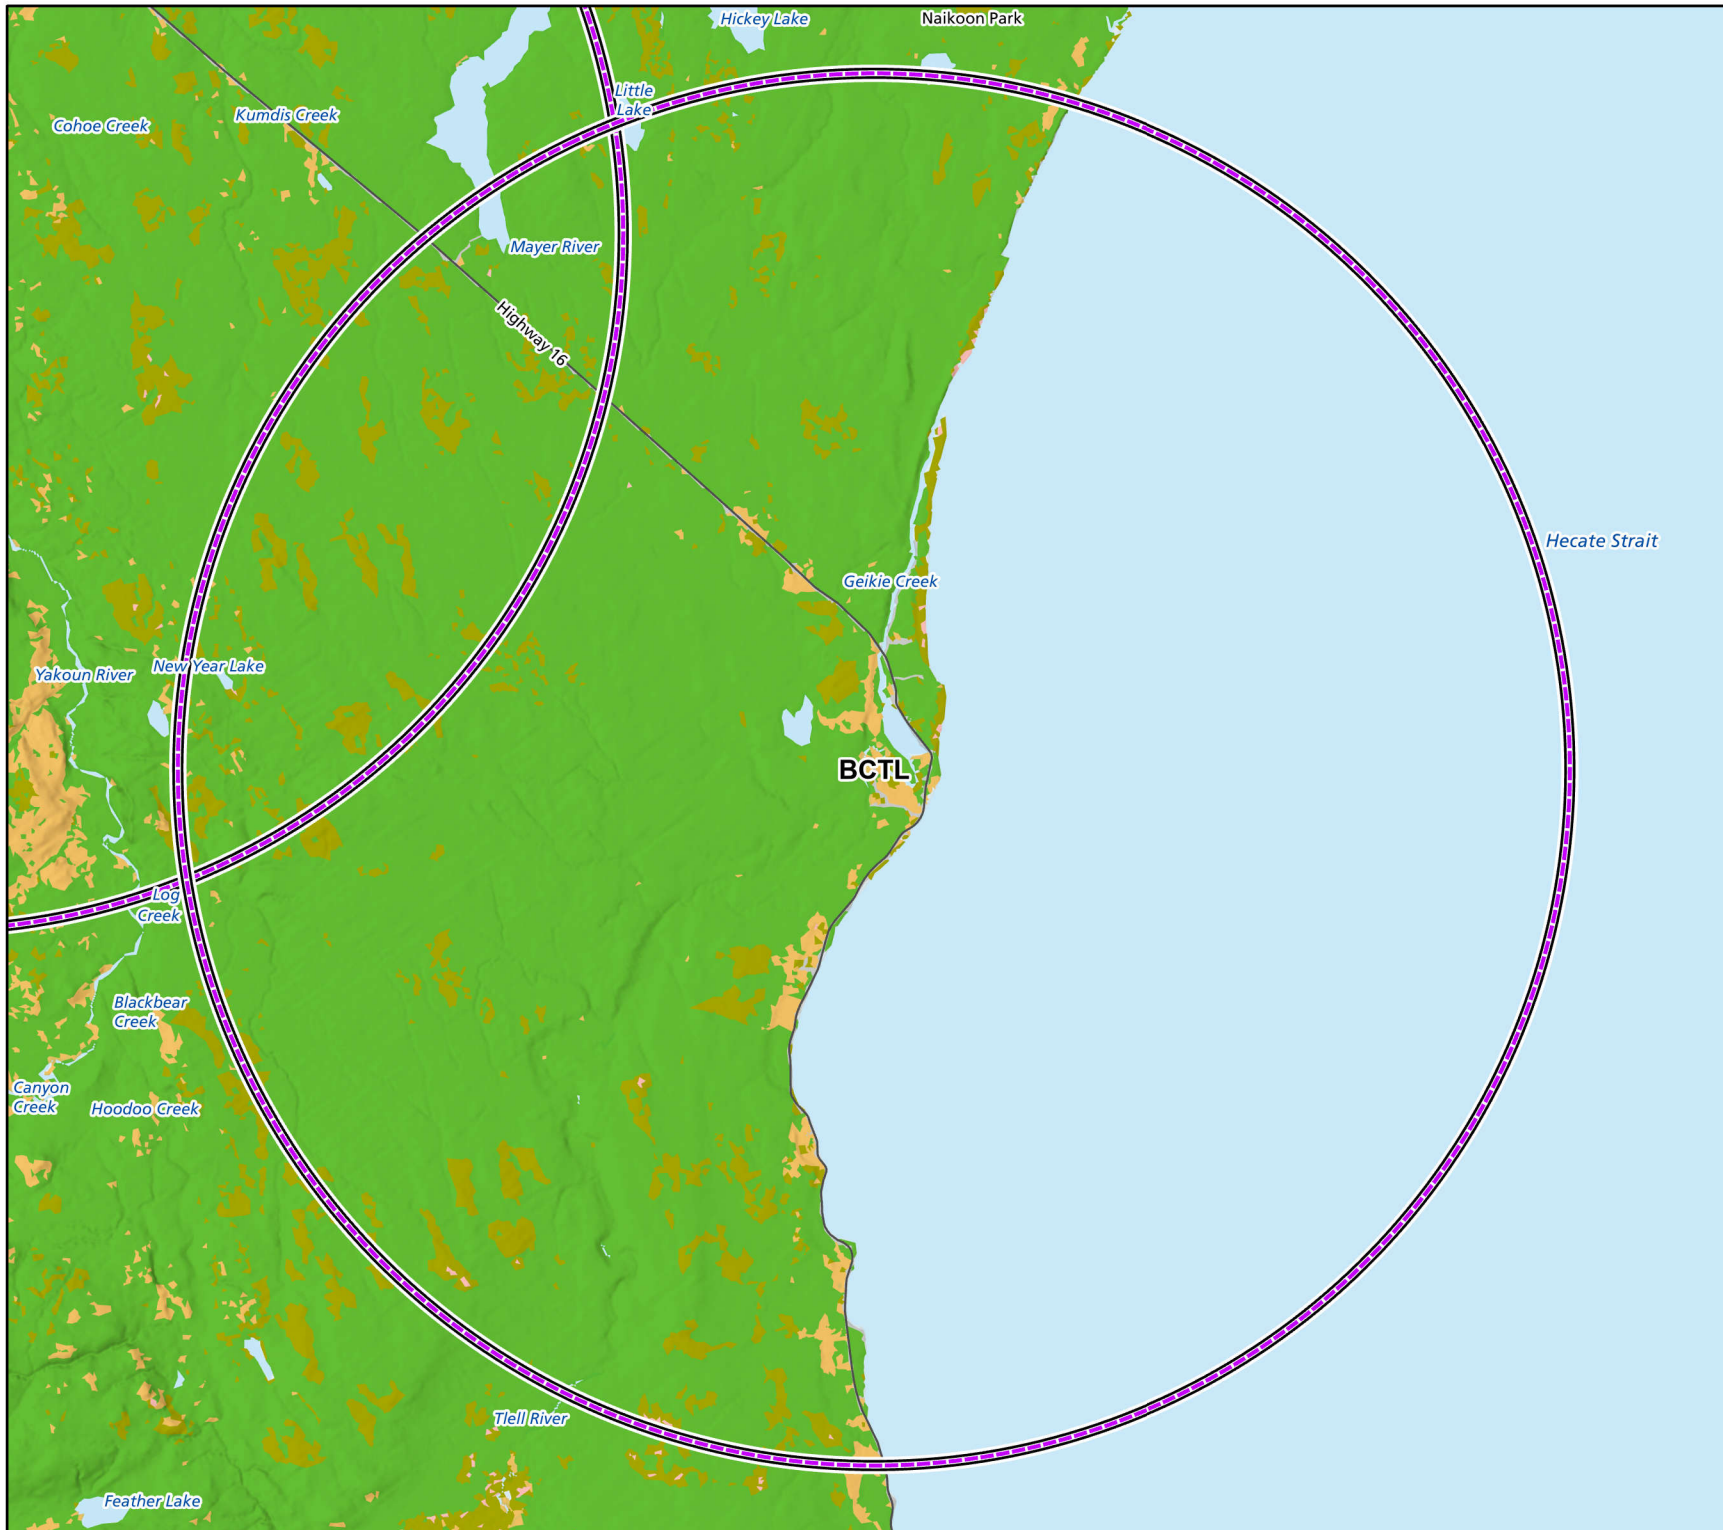 Hickey Lake
Naikoon Park
Little
Lake
Kumdis Creek
Cohoe Creek
Mayer River
Highway 16
Hecate Strait
Geikie Creek
New Year Lake
Yakoun River
BCTL
Log
Creek
Blackbear
Creek
Canyon
Creek
Hoodoo Creek
Tlell River
Feather Lake